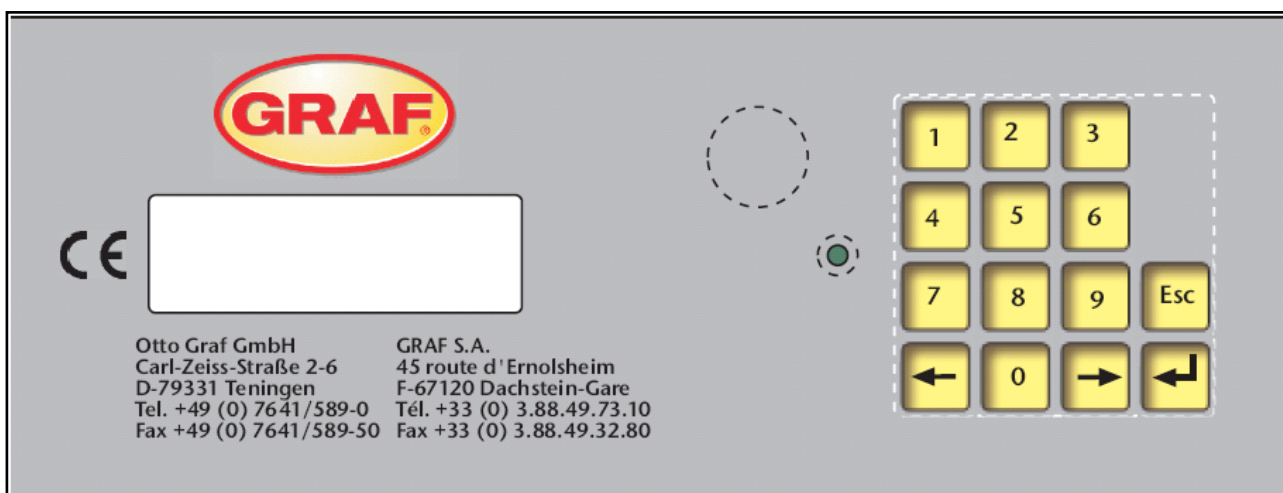 GRAF®
CE
Otto Graf GmbH
Carl-Zeiss-Straße 2-6
D-79331 Teningen
Tel. +49 (0) 7641/589-0
Fax +49 (0) 7641/589-50
GRAF S.A.
45 route d'Ernolsheim
F-67120 Dachstein-Gare
Tél. +33 (0) 3.88.49.73.10
Fax +33 (0) 3.88.49.32.80
1 2 3
4 5 6
7 8 9 Esc
← 0 → ↵